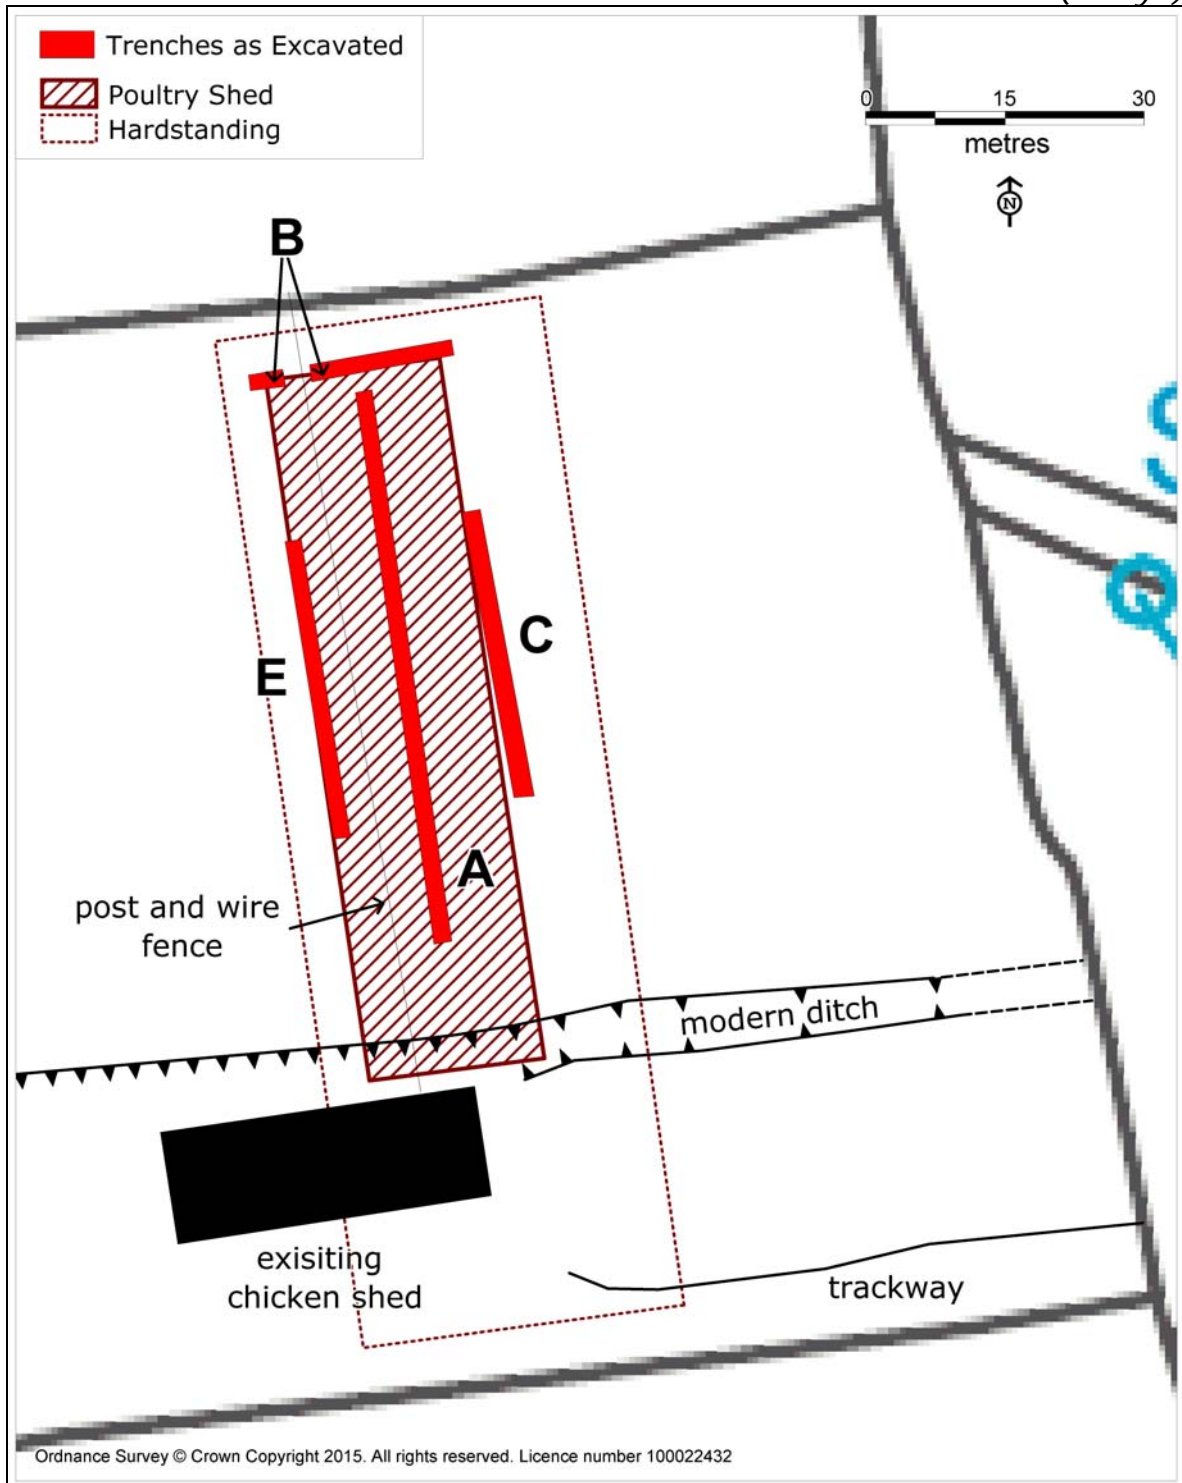 Trenches as Excavated
Poultry Shed
Hardstanding
0 15 30
metres
N
B
C
E
A
post and wire
fence
modern ditch
exisiting
chicken shed
trackway
Ordnance Survey © Crown Copyright 2015. All rights reserved. Licence number 100022432